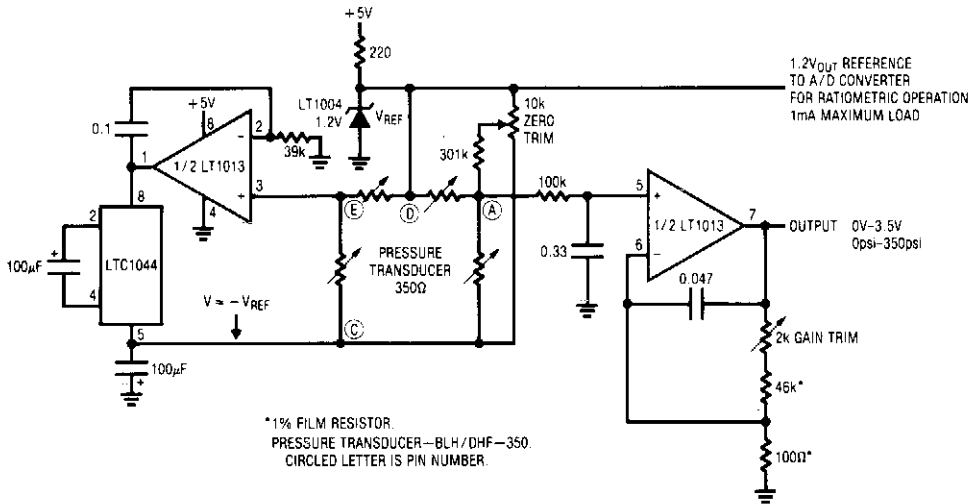 +5V
220
1.2VOUT REFERENCE
TO A/D CONVERTER
FOR RATIOMETRIC OPERATION
1mA MAXIMUM LOAD
LT1004
1.2V
VREF
10k
ZERO
TRIM
+5V
0.1
8
2
-
39k
1
1/2 LT1013
301k
+
3
4
E
D
A
100k
5
+
1/2 LT1013
7
OUTPUT
0V–3.5V
0psi–350psi
6
-
8
2
+
100µF
LTC1044
4
PRESSURE
TRANSDUCER
350Ω
0.33
0.047
2k GAIN TRIM
V = -VREF
5
C
100µF
+
46k*
100Ω*
*1% FILM RESISTOR.
PRESSURE TRANSDUCER—BLH/DHF–350.
CIRCLED LETTER IS PIN NUMBER.